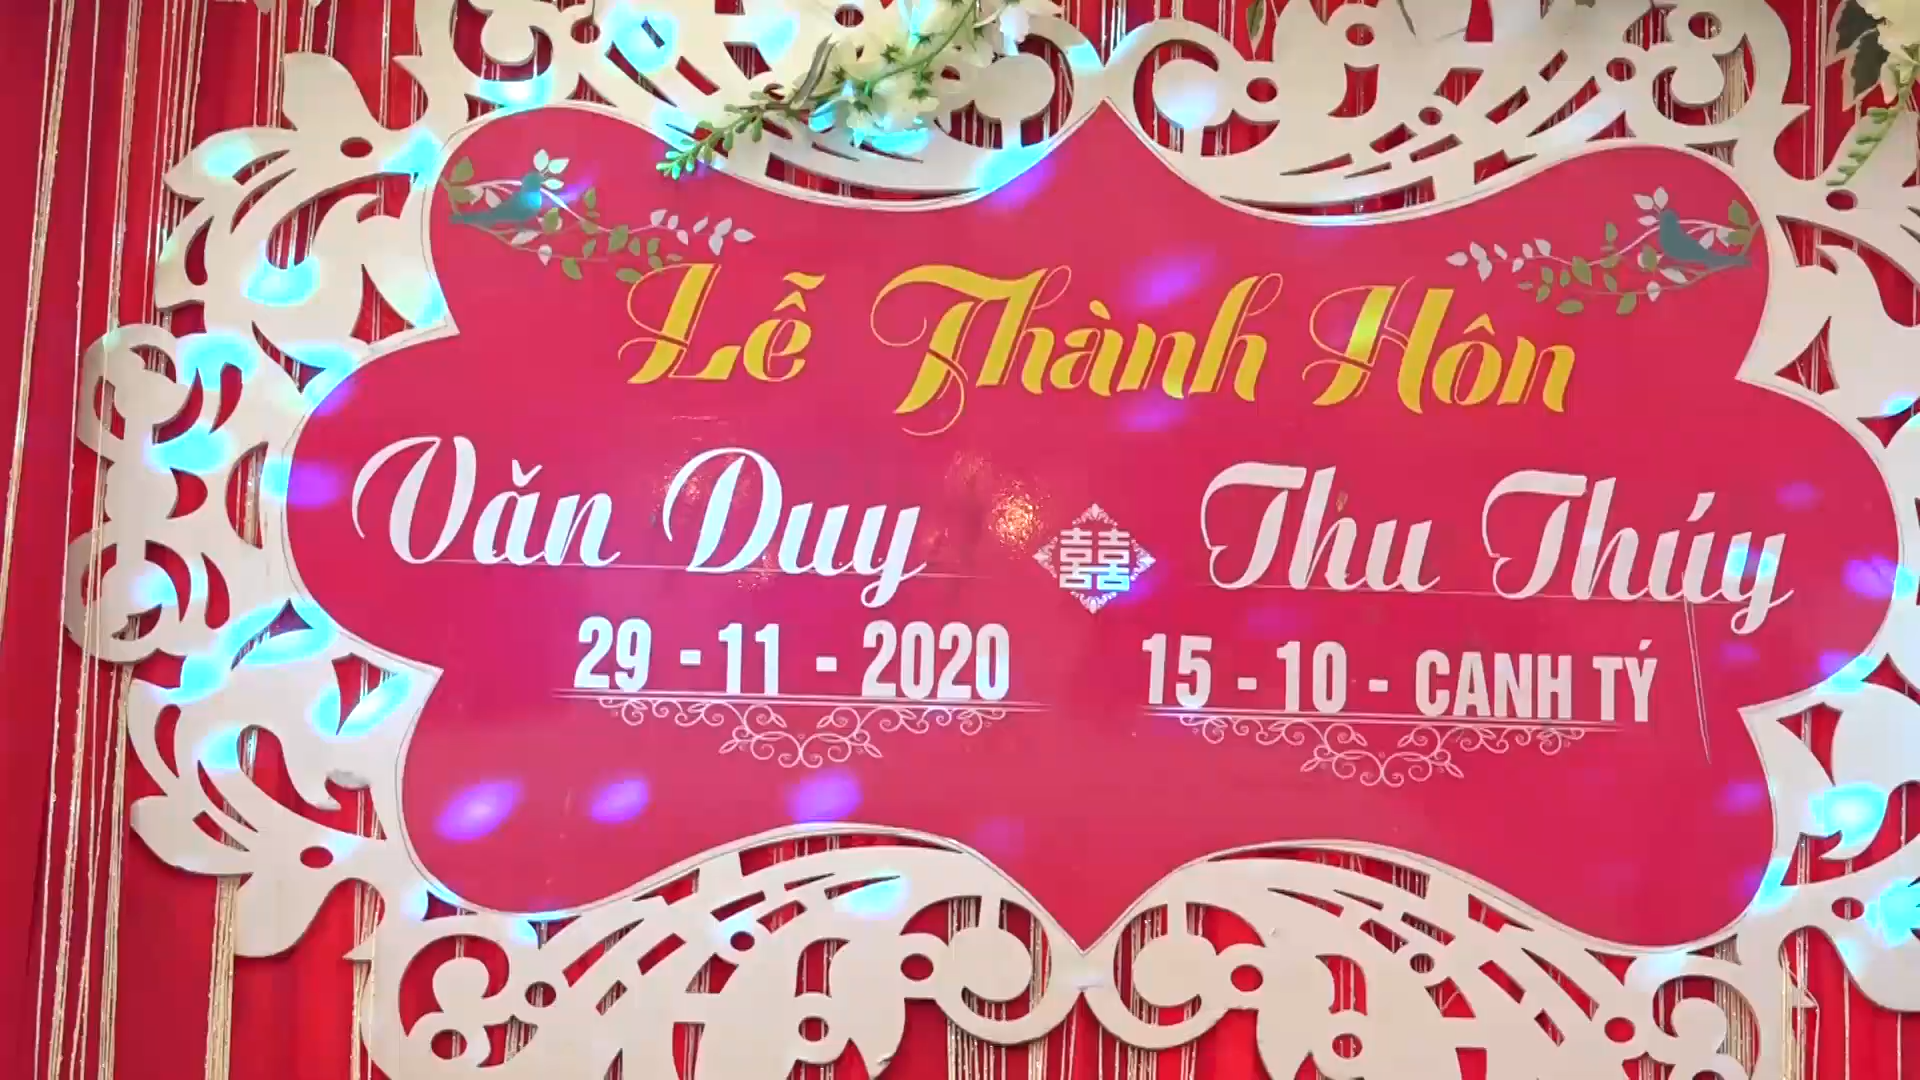 Lễ Thành Hôn
Văn Duy 囍 Thu Thúy
29 - 11 - 2020 15 - 10 - CANH TÝ